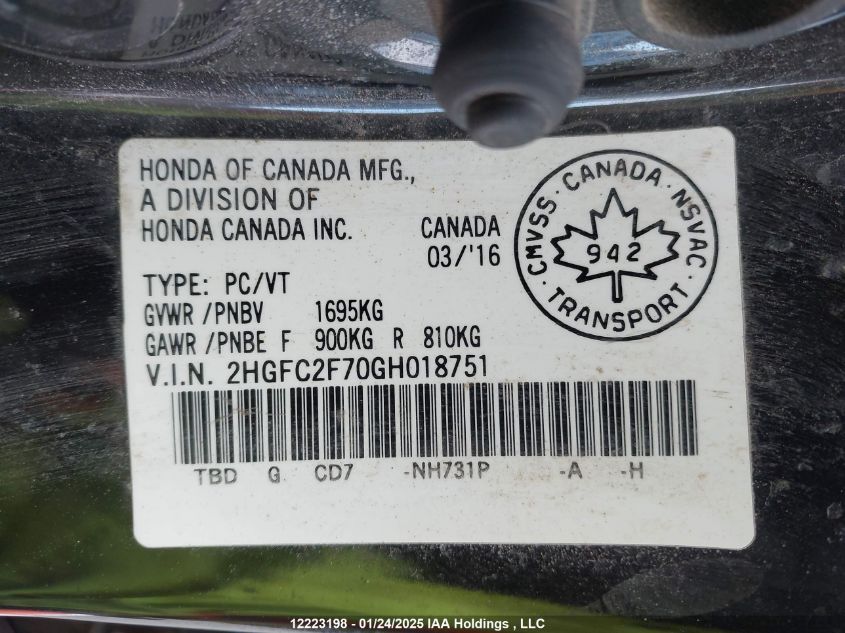 HONDA OF CANADA MFG.,
A DIVISION OF
HONDA CANADA INC. CANADA
03/'16
TYPE: PC/VT
GVWR /PNBV 1695KG
GAWR /PNBE F 900KG R 810KG
V.I.N. 2HGFC2F70GH018751
TBD G CD7 -NH731P -A -H
CMVSS · CANADA · NSVAC
942
· TRANSPORT ·
12223198 - 01/24/2025 IAA Holdings , LLC